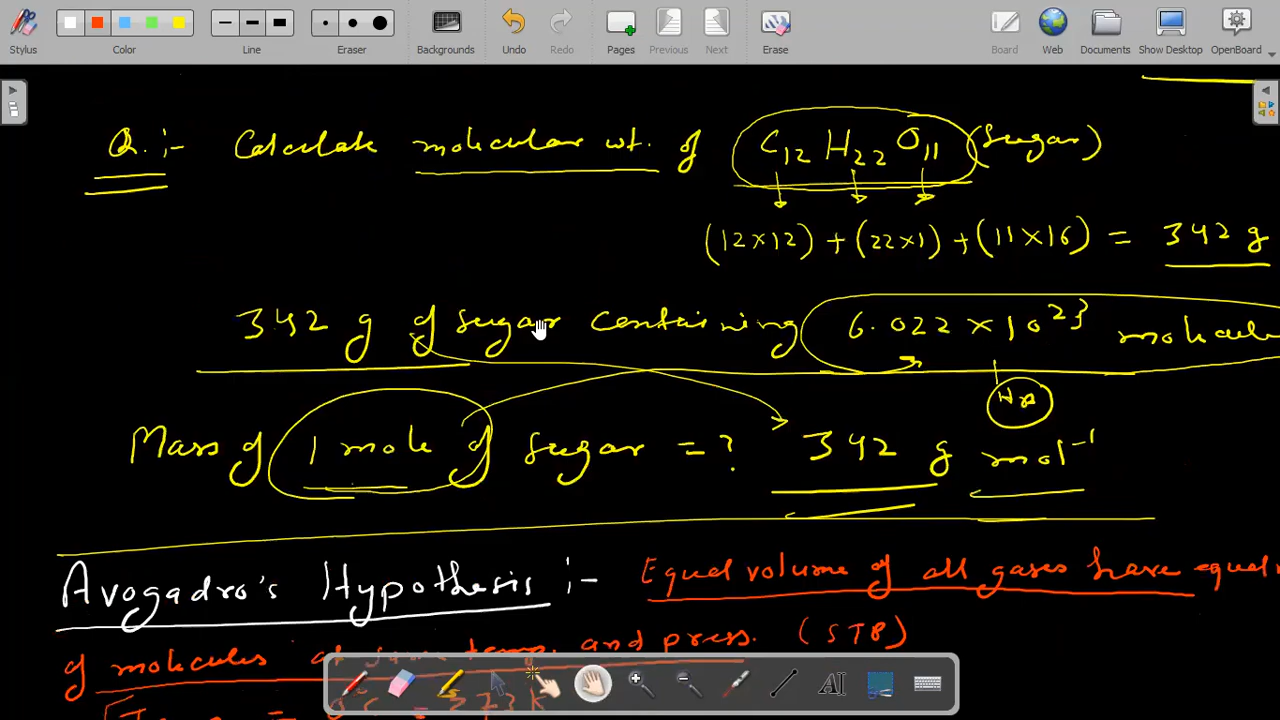 Stylus
Color
Line
Eraser
Backgrounds
Undo
Redo
Pages
Previous
Next
Erase
Board
Web
Documents
Show Desktop
OpenBoard
Q.:- Calculate molecular wt. of C12 H22 O11 (Sugar)
(12×12) + (22×1) + (11×16) = 342 g
342 g of sugar containing 6.022 × 10^23 molecule
Mass of 1 mole of sugar = ? 342 g mol^-1
Avogadro's Hypothesis :- Equal volume of all gases have equal
of molecules at same temp. and press. (STP)